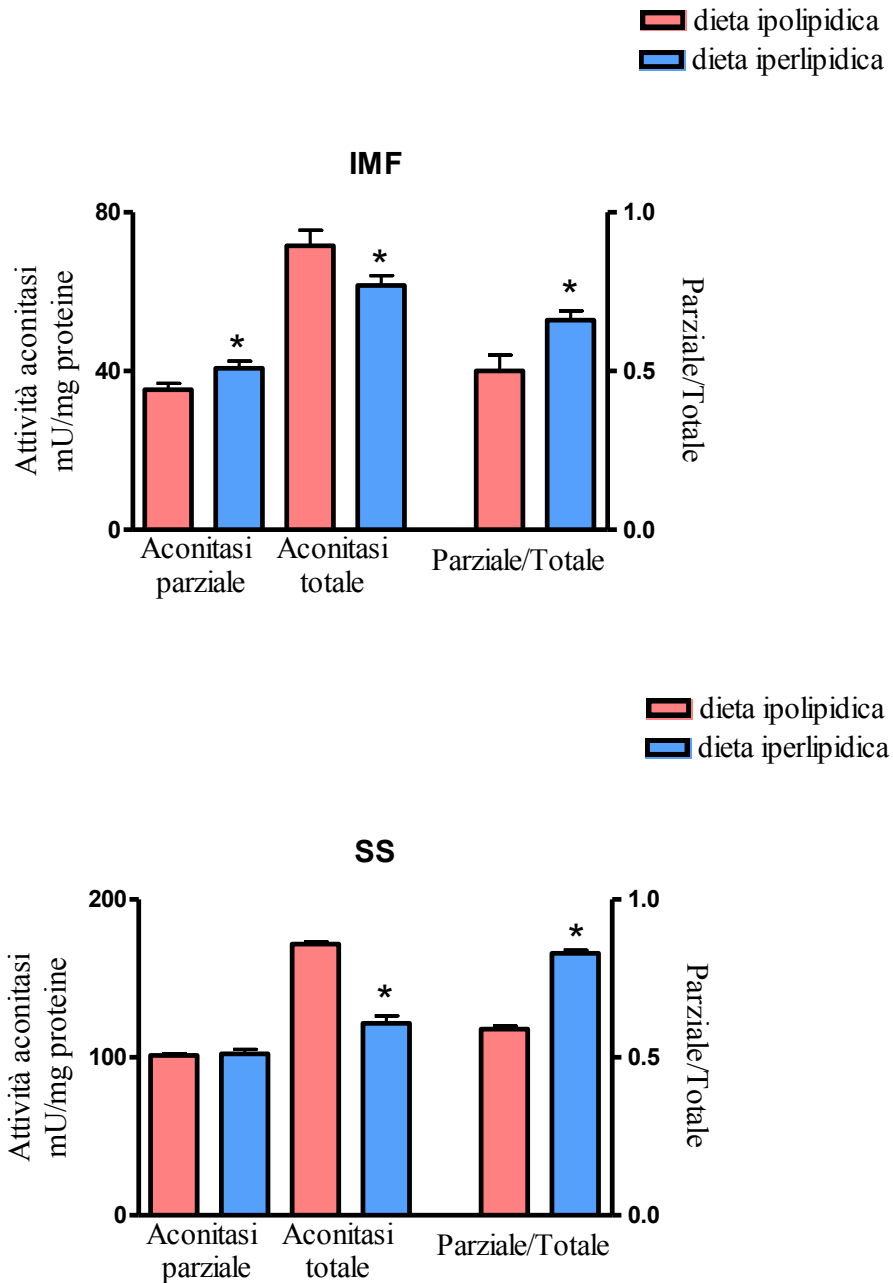 dieta ipolipidica
dieta iperlipidica
IMF
80
40
0
Attività aconitasi
mU/mg proteine
*
*
*
1.0
0.5
0.0
Parziale/Totale
Aconitasi
parziale
Aconitasi
totale
Parziale/Totale
dieta ipolipidica
dieta iperlipidica
SS
200
100
0
Attività aconitasi
mU/mg proteine
*
*
1.0
0.5
0.0
Parziale/Totale
Aconitasi
parziale
Aconitasi
totale
Parziale/Totale